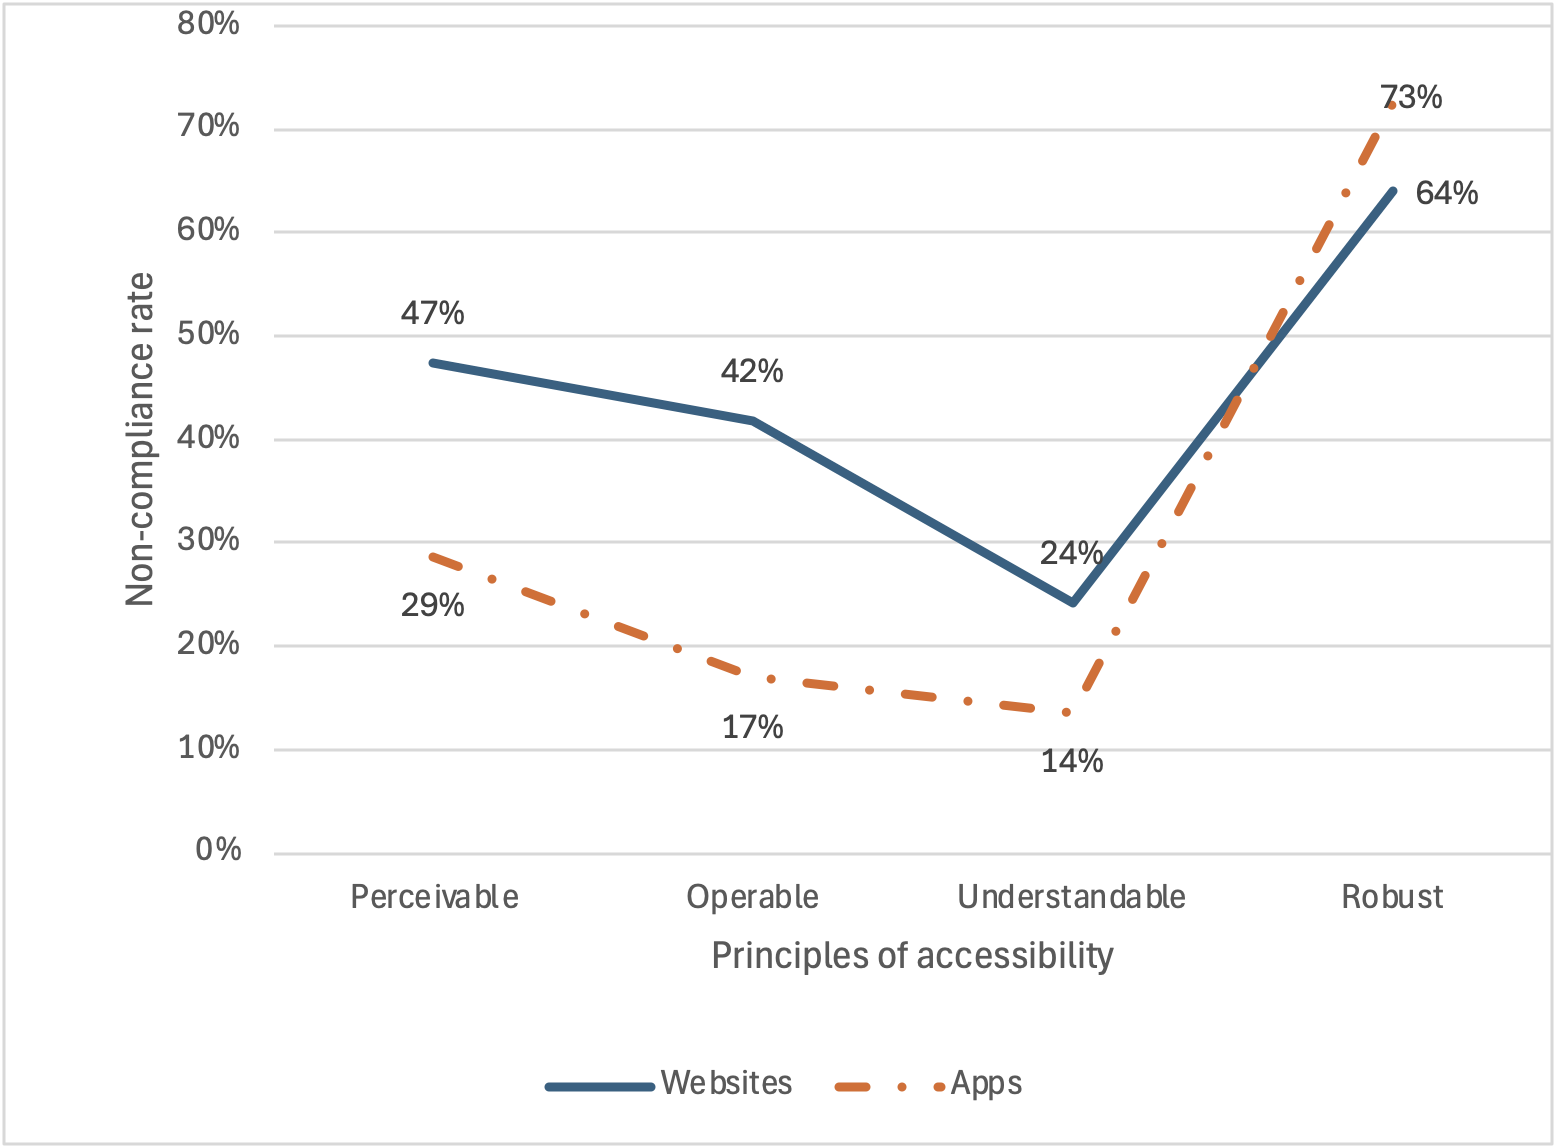 80%
70%
60%
50%
40%
30%
20%
10%
0%
Non-compliance rate
47%
42%
24%
64%
29%
17%
14%
73%
Perceivable
Operable
Understandable
Robust
Principles of accessibility
Websites
Apps